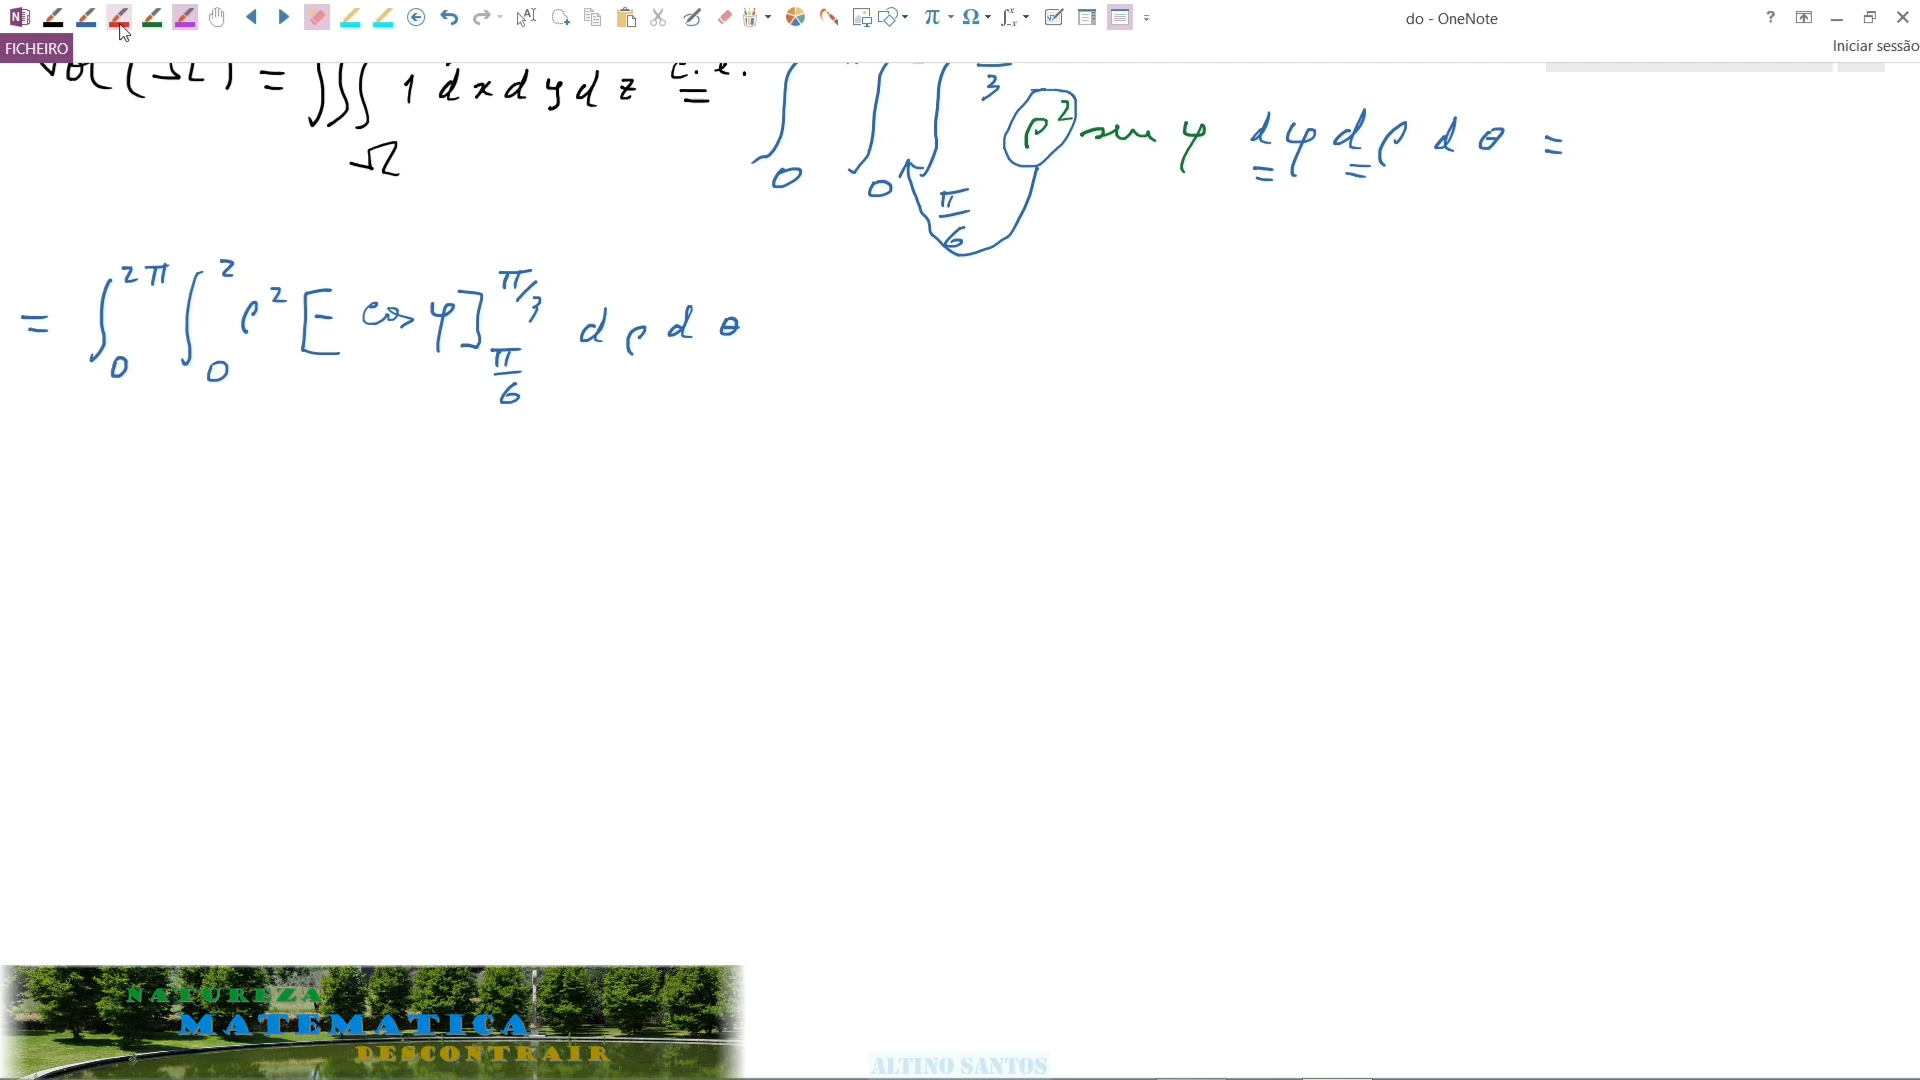 do - OneNote
FICHEIRO
Iniciar sessão
Vol(Ω) = ∫∫∫ 1 dx dy dz =
Ω
∫ ∫ ∫ ρ² sen φ dφ dρ dθ =
0 0 π/6 3
= ∫₀^{2π} ∫₀^{2} ρ² [- cos φ]_{π/6}^{π/3} dρ dθ
NATUREZA
MATEMATICA
DESCONTRAIR
ALTINO SANTOS